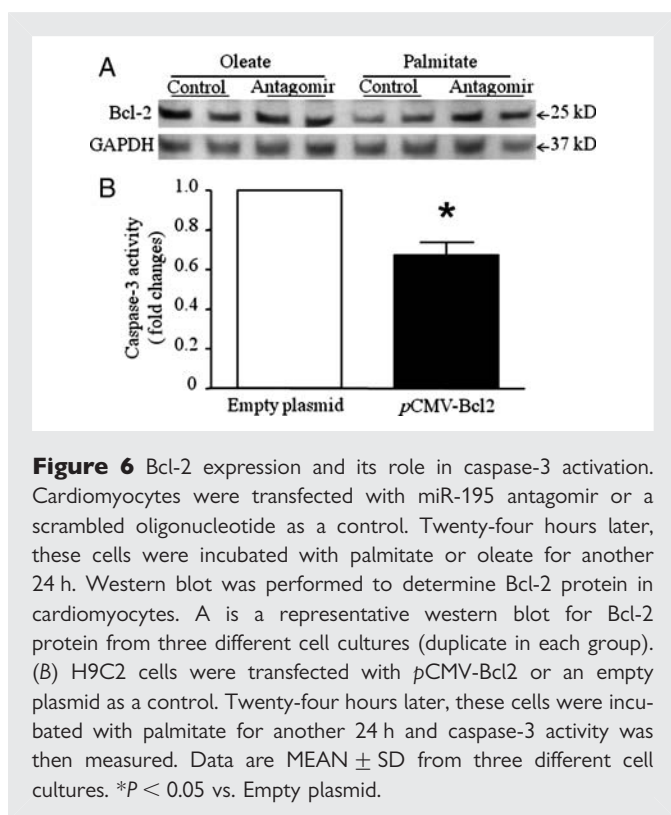 A
Oleate Palmitate
Control Antagomir Control Antagomir
Bcl-2 ←25 kD
GAPDH ←37 kD
B
Caspase-3 activity
(fold changes)
1.0
0.8
0.6
0.4
0.2
0
*
Empty plasmid pCMV-Bcl2
Figure 6 Bcl-2 expression and its role in caspase-3 activation.
Cardiomyocytes were transfected with miR-195 antagomir or a
scrambled oligonucleotide as a control. Twenty-four hours later,
these cells were incubated with palmitate or oleate for another
24 h. Western blot was performed to determine Bcl-2 protein in
cardiomyocytes. A is a representative western blot for Bcl-2
protein from three different cell cultures (duplicate in each group).
(B) H9C2 cells were transfected with pCMV-Bcl2 or an empty
plasmid as a control. Twenty-four hours later, these cells were incu-
bated with palmitate for another 24 h and caspase-3 activity was
then measured. Data are MEAN ± SD from three different cell
cultures. *P < 0.05 vs. Empty plasmid.